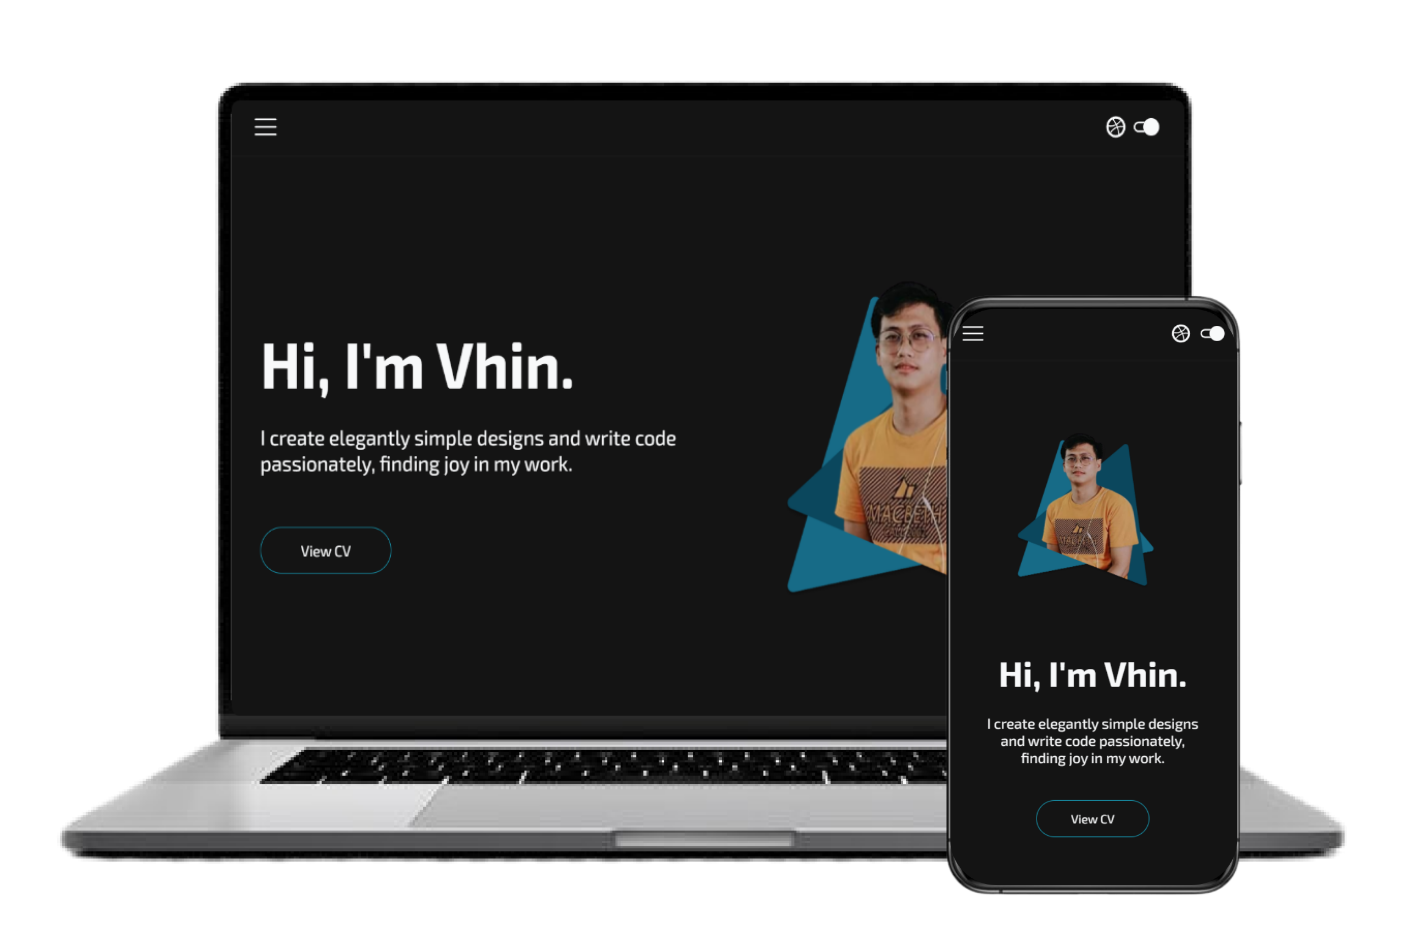 Hi, I'm Vhin.
I create elegantly simple designs and write code
passionately, finding joy in my work.
View CV
MACBETH
MACBETH
Hi, I'm Vhin.
I create elegantly simple designs
and write code passionately,
finding joy in my work.
View CV